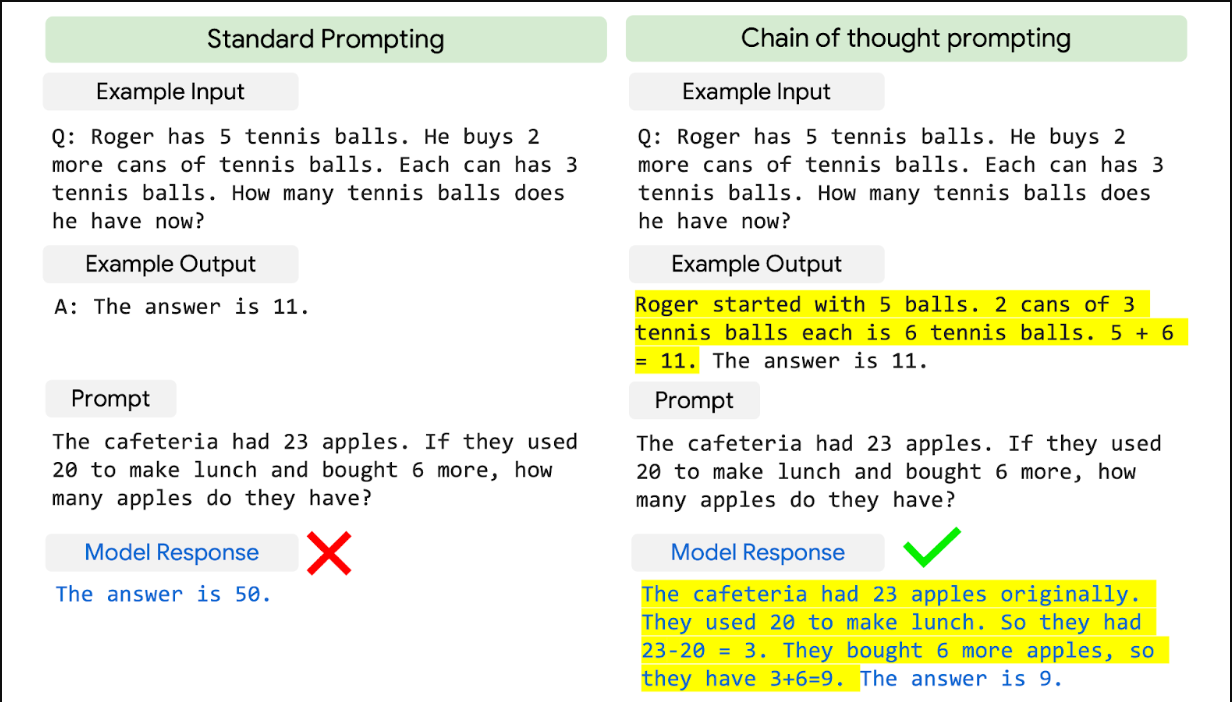 Standard Prompting
Example Input
Q: Roger has 5 tennis balls. He buys 2
more cans of tennis balls. Each can has 3
tennis balls. How many tennis balls does
he have now?
Example Output
A: The answer is 11.
Prompt
The cafeteria had 23 apples. If they used
20 to make lunch and bought 6 more, how
many apples do they have?
Model Response
The answer is 50.
Chain of thought prompting
Example Input
Q: Roger has 5 tennis balls. He buys 2
more cans of tennis balls. Each can has 3
tennis balls. How many tennis balls does
he have now?
Example Output
Roger started with 5 balls. 2 cans of 3
tennis balls each is 6 tennis balls. 5 + 6
= 11. The answer is 11.
Prompt
The cafeteria had 23 apples. If they used
20 to make lunch and bought 6 more, how
many apples do they have?
Model Response
The cafeteria had 23 apples originally.
They used 20 to make lunch. So they had
23-20 = 3. They bought 6 more apples, so
they have 3+6=9. The answer is 9.